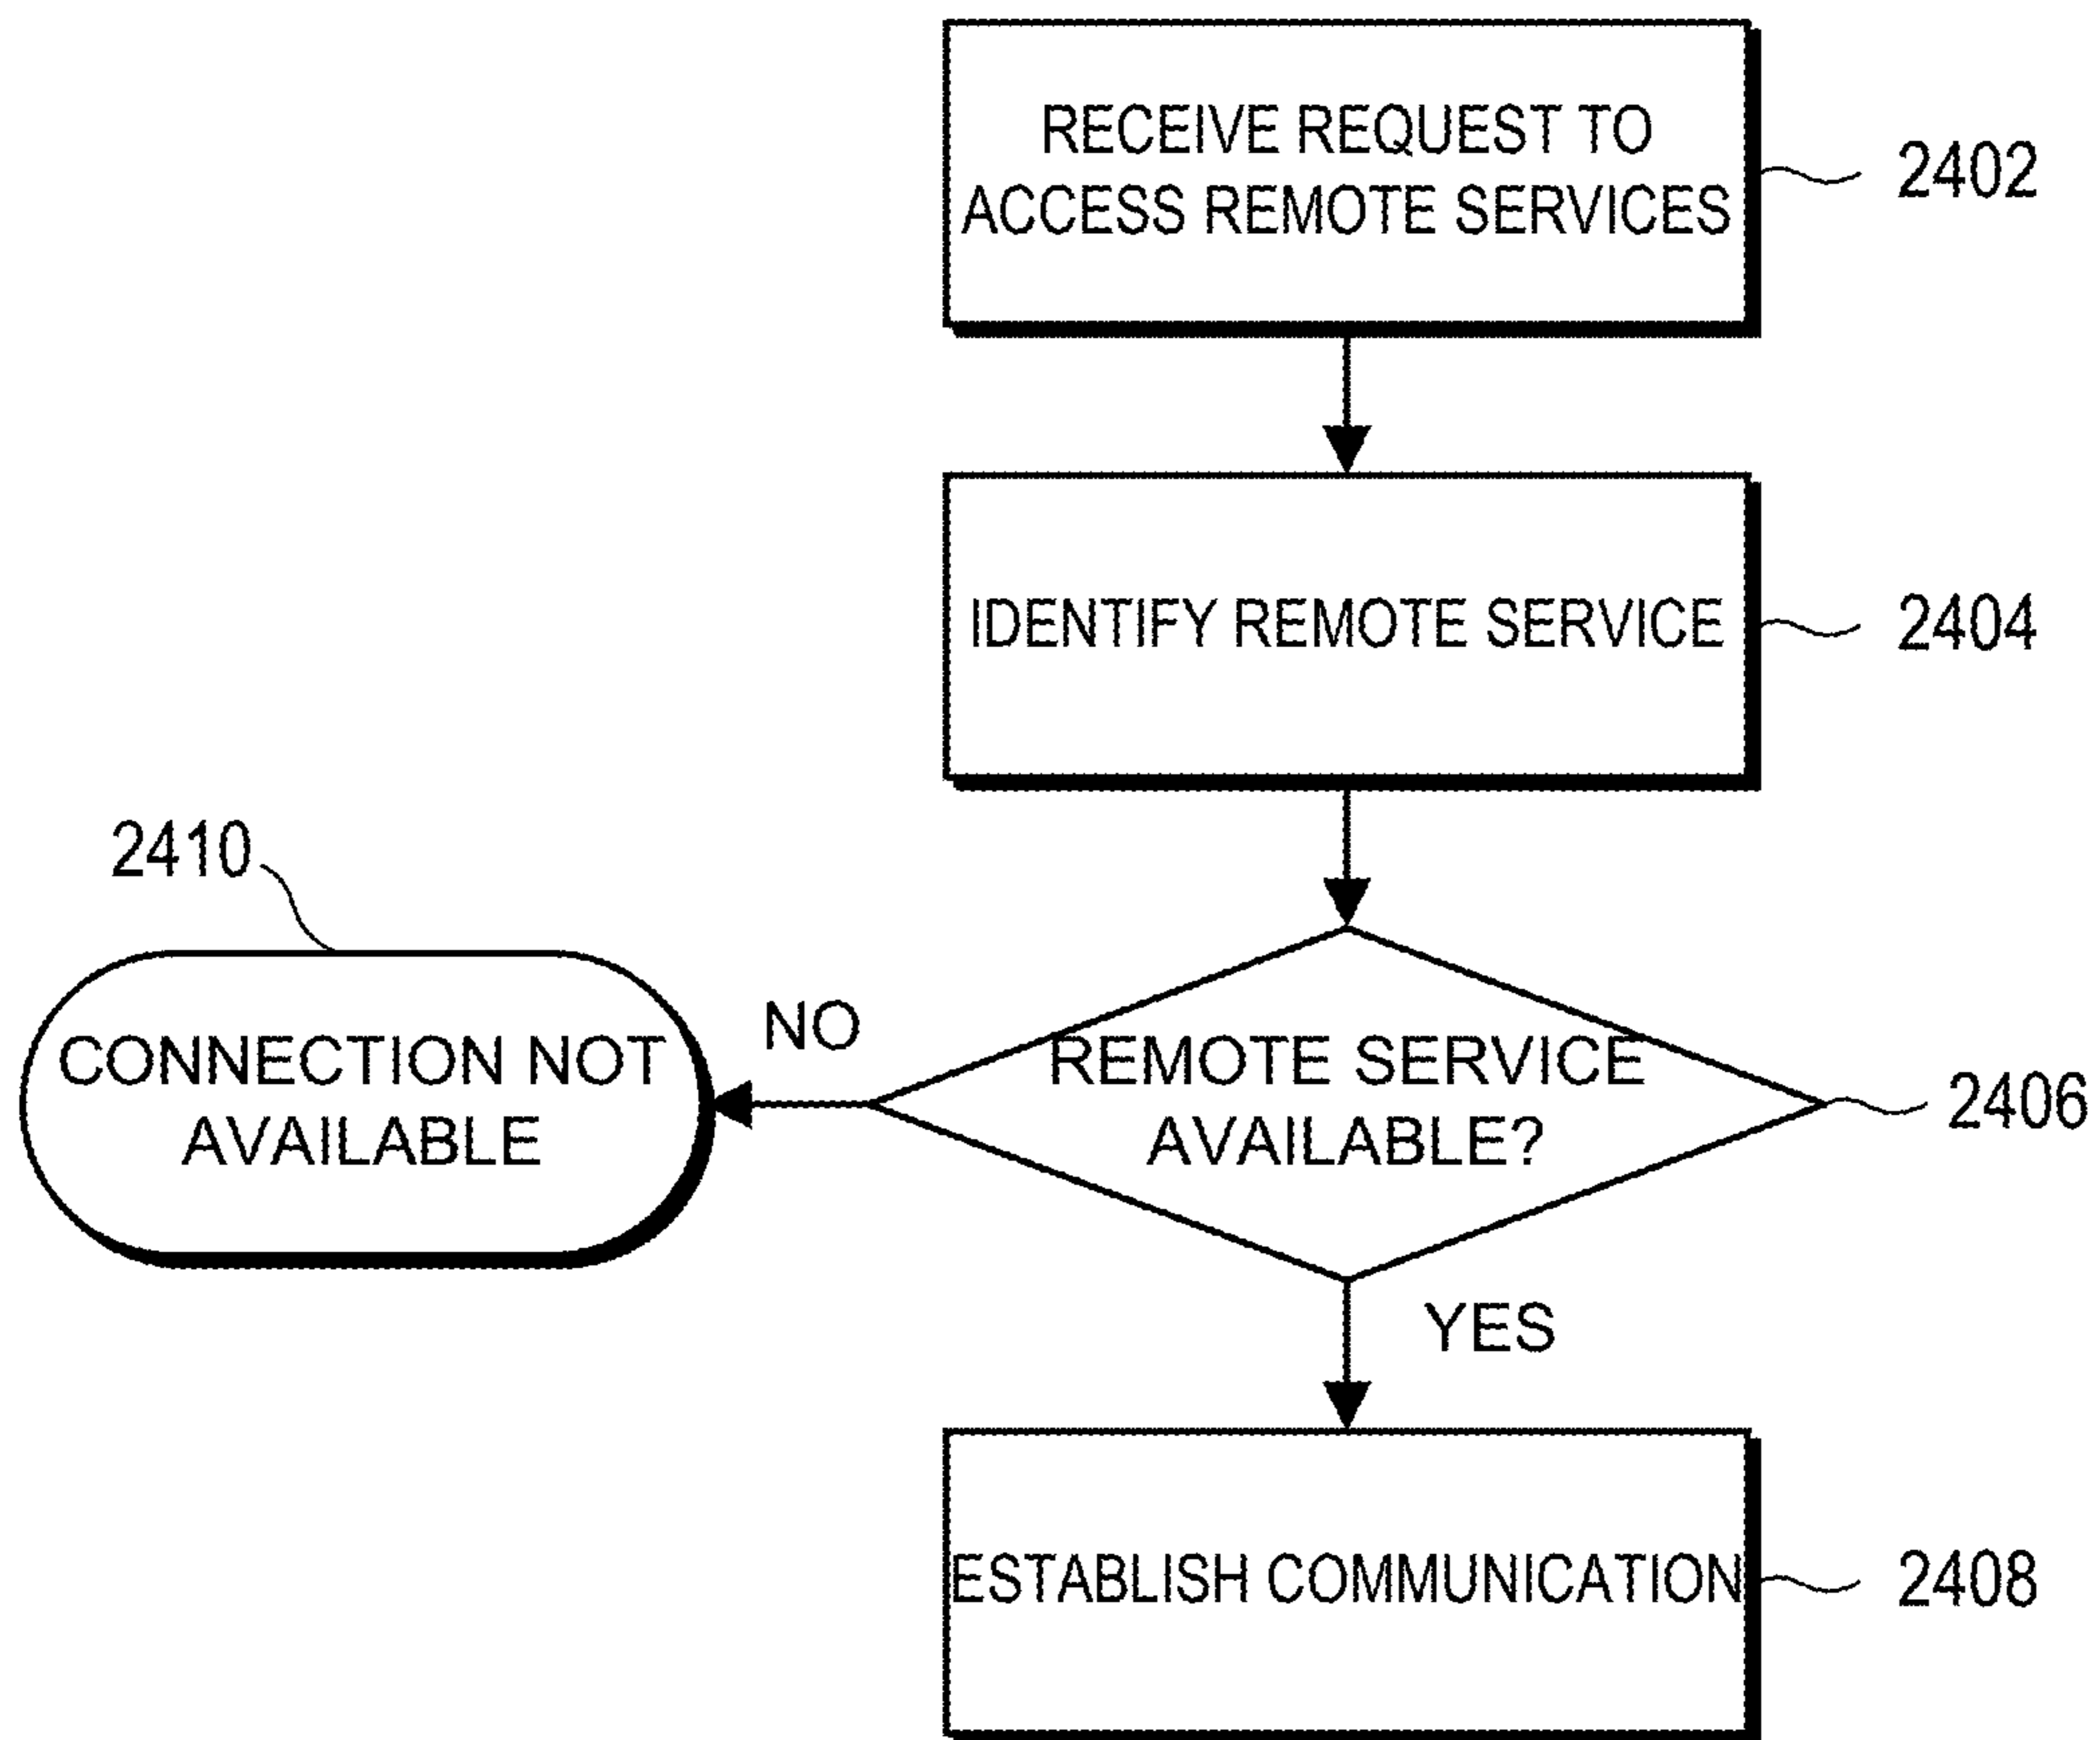 RECEIVE REQUEST TO
ACCESS REMOTE SERVICES
2402
IDENTIFY REMOTE SERVICE
2404
2410
CONNECTION NOT
AVAILABLE
NO
REMOTE SERVICE
AVAILABLE?
2406
YES
ESTABLISH COMMUNICATION
2408